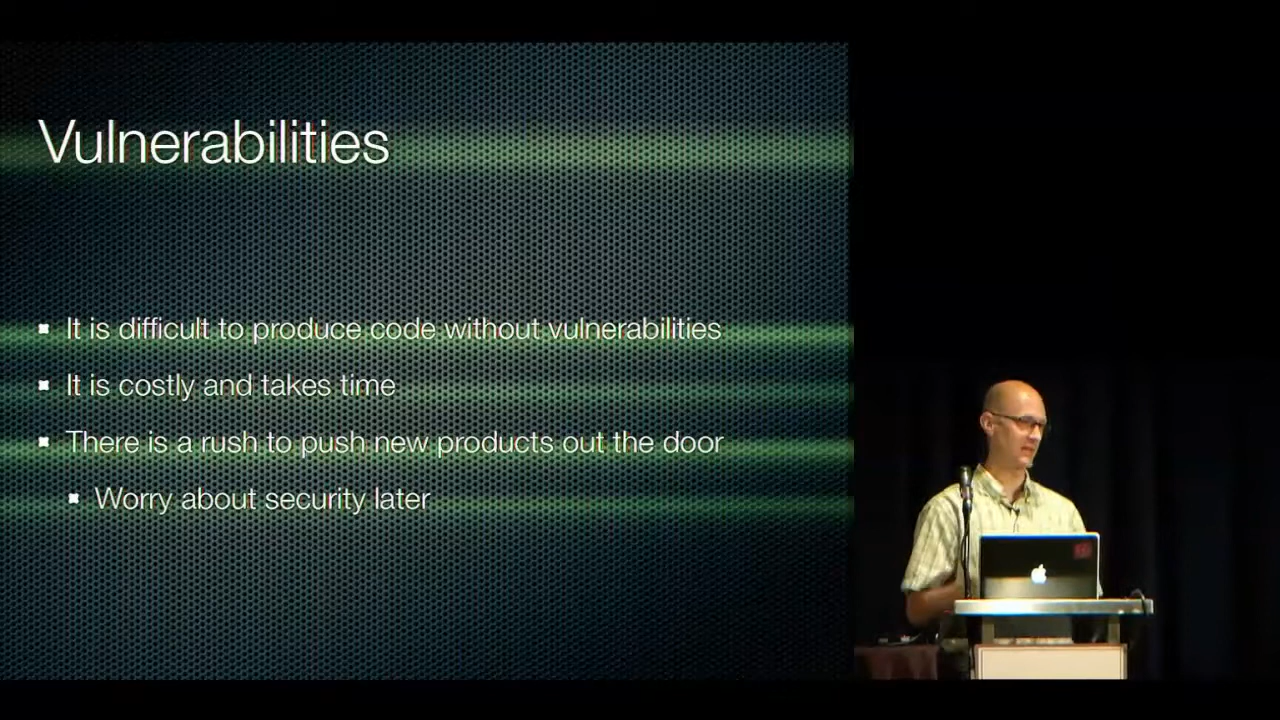 Vulnerabilities
It is difficult to produce code without vulnerabilities
It is costly and takes time
There is a rush to push new products out the door
Worry about security later